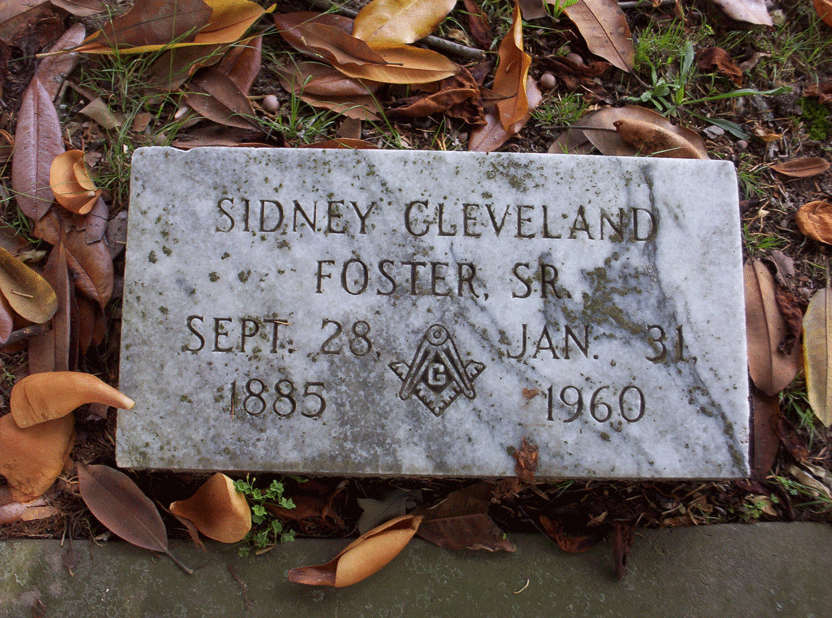 SIDNEY CLEVELAND
FOSTER, SR.
SEPT. 28, JAN. 31,
1885 G 1960